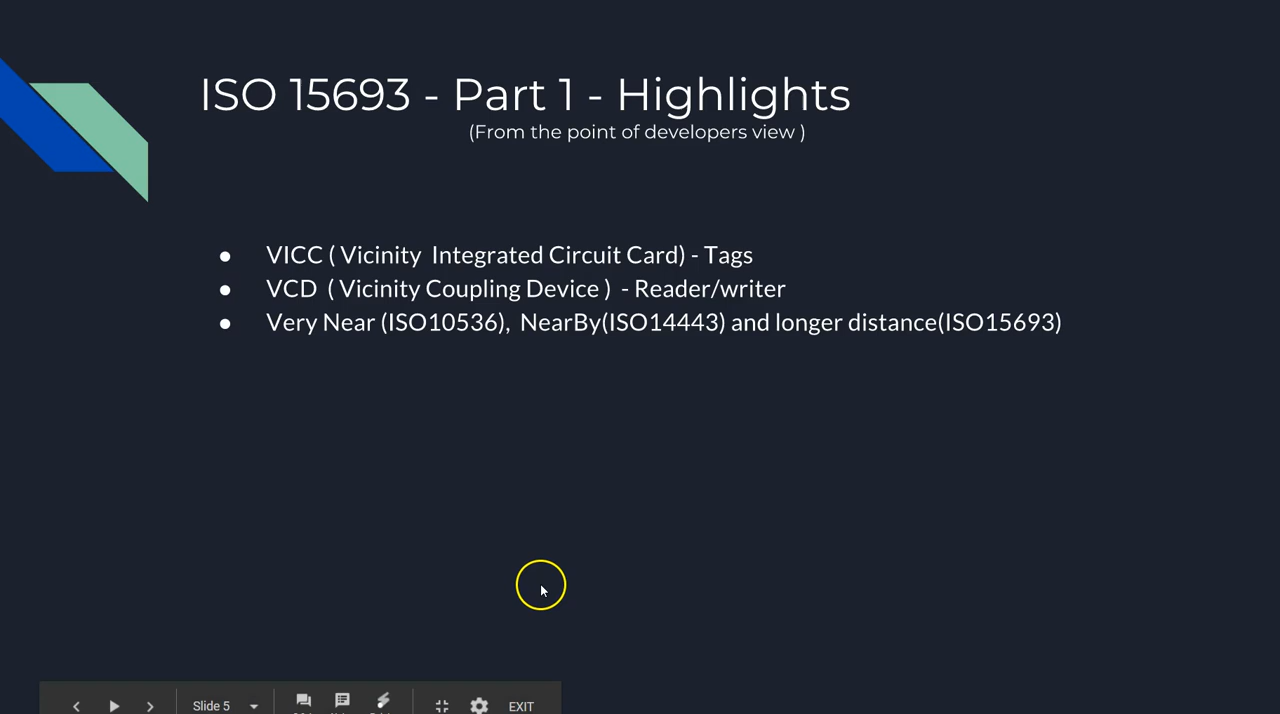 ISO 15693 - Part 1 - Highlights
(From the point of developers view )
● VICC ( Vicinity Integrated Circuit Card) - Tags
● VCD ( Vicinity Coupling Device ) - Reader/writer
● Very Near (ISO10536), NearBy(ISO14443) and longer distance(ISO15693)
Slide 5 EXIT